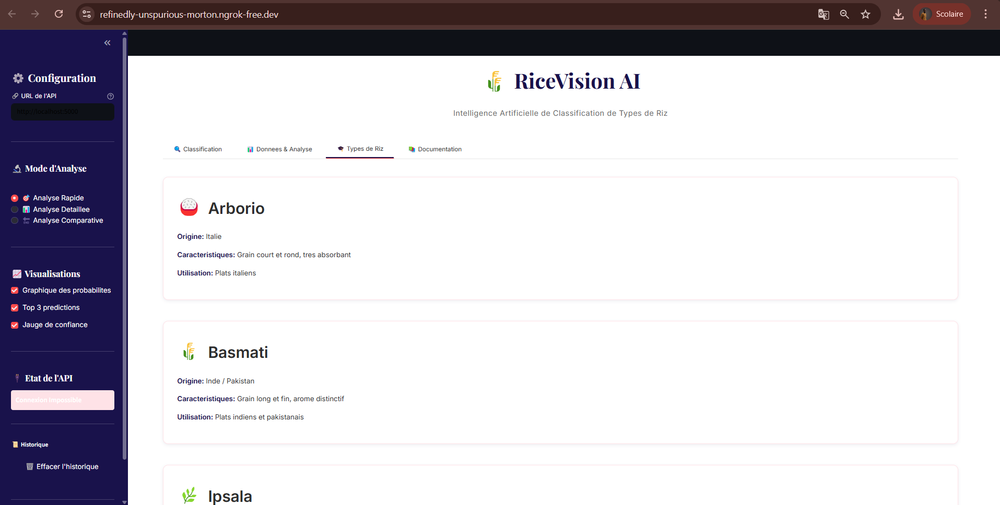 refinedly-unspurious-morton.ngrok-free.dev
Scolaire
Configuration
URL de l'API
http://localhost:5000
Mode d'Analyse
Analyse Rapide
Analyse Detaillee
Analyse Comparative
Visualisations
Graphique des probabilites
Top 3 predictions
Jauge de confiance
Etat de l'API
Connexion Impossible
Historique
Effacer l'historique
RiceVision AI
Intelligence Artificielle de Classification de Types de Riz
Classification
Donnees & Analyse
Types de Riz
Documentation
Arborio
Origine: Italie
Caracteristiques: Grain court et rond, tres absorbant
Utilisation: Plats italiens
Basmati
Origine: Inde / Pakistan
Caracteristiques: Grain long et fin, arome distinctif
Utilisation: Plats indiens et pakistanais
Ipsala